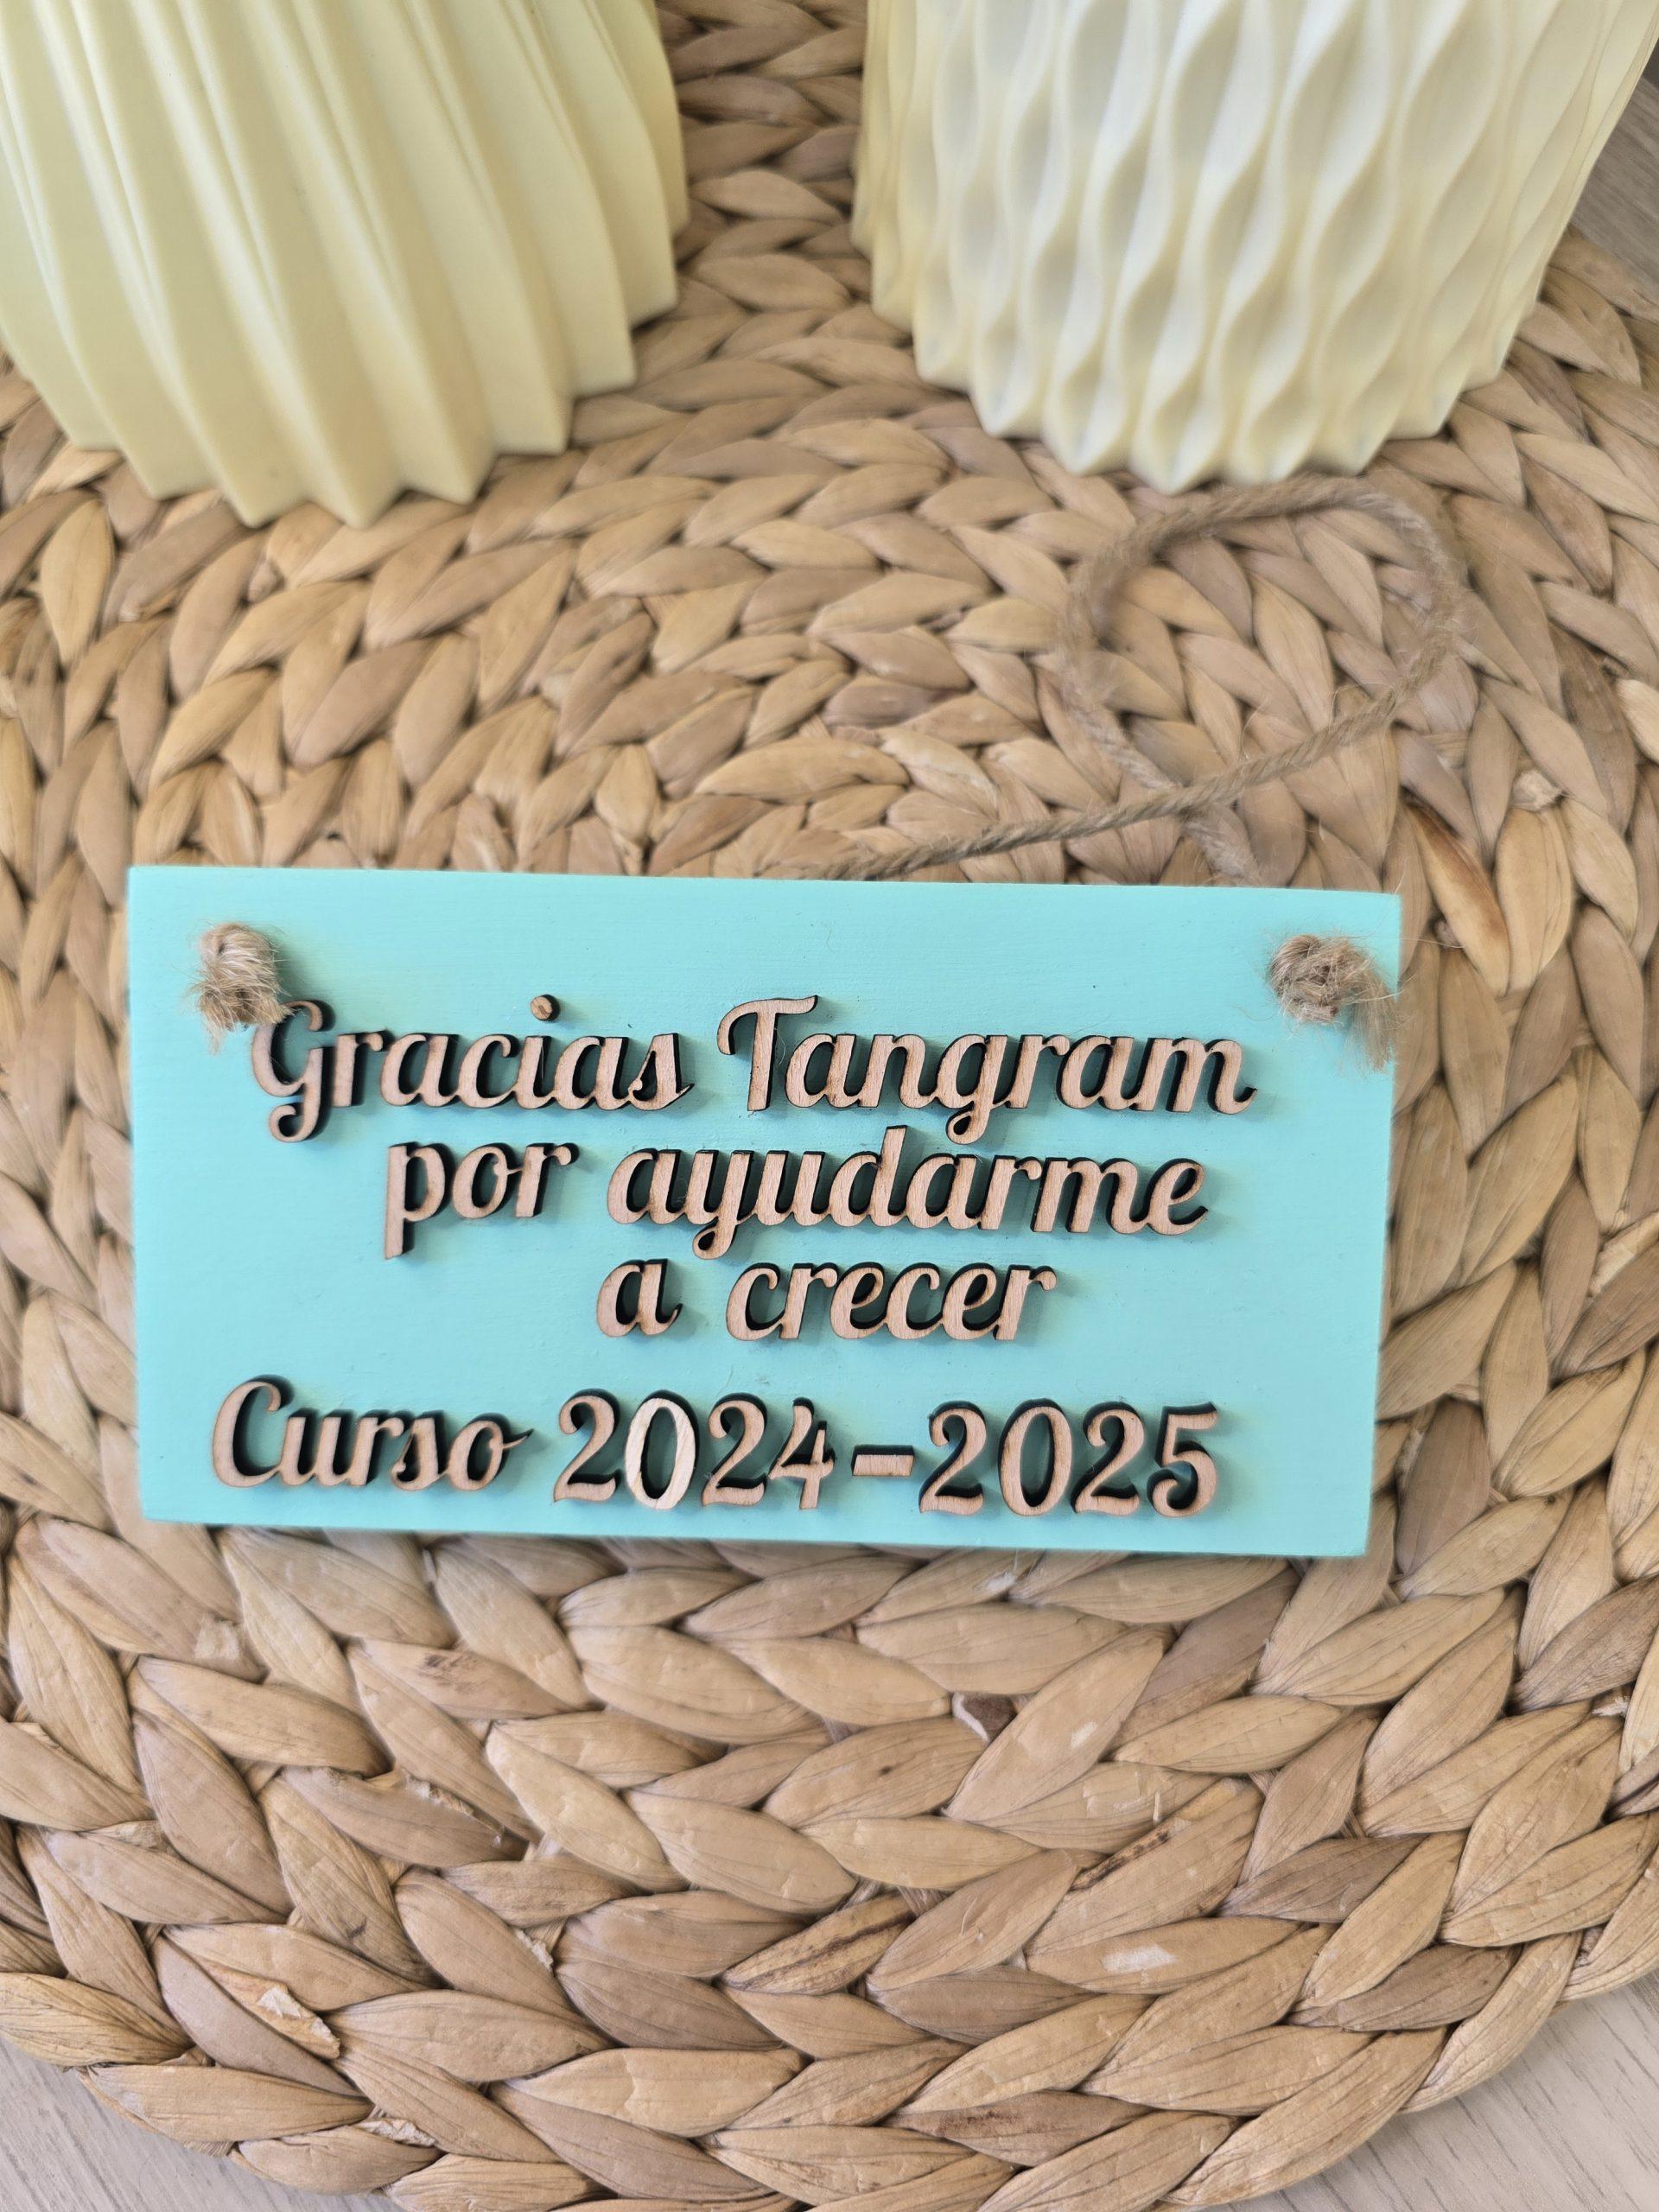 Gracias Tangram
por ayudarme
a crecer
Curso 2024-2025